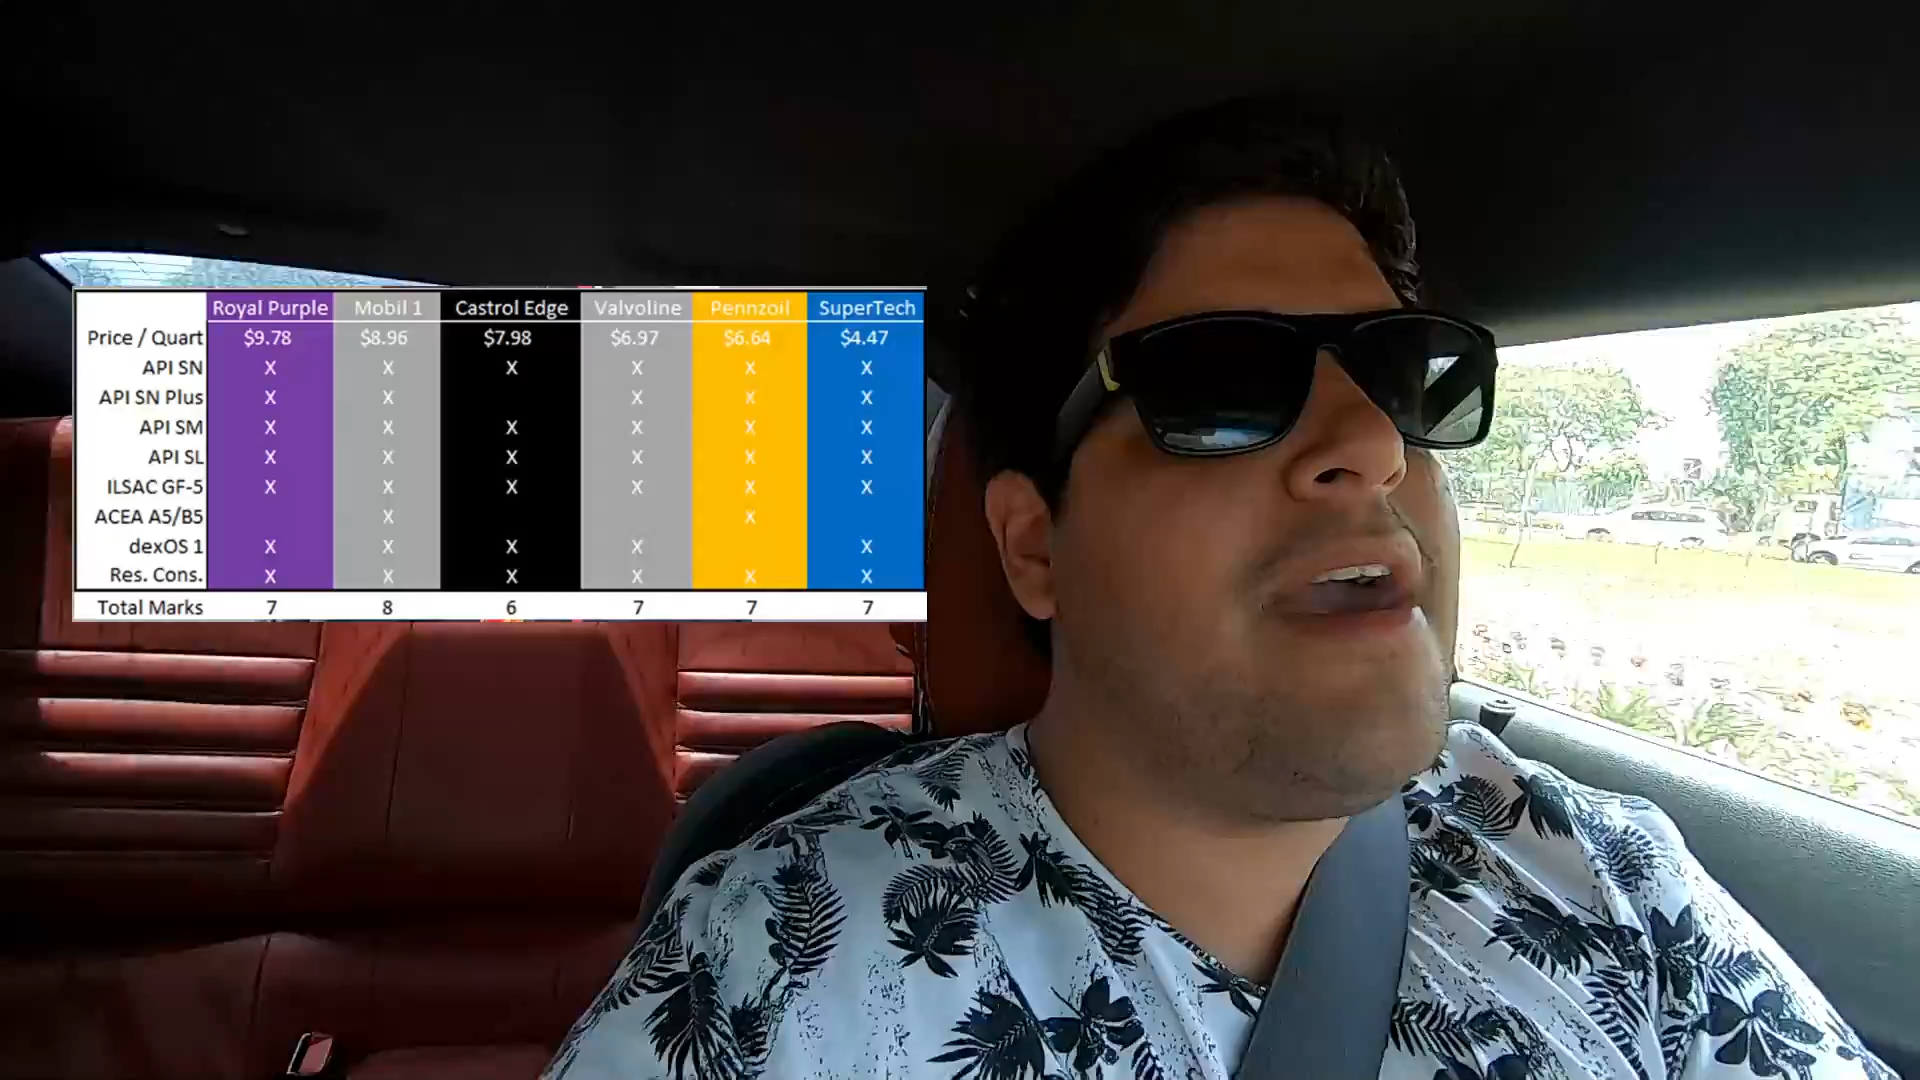 Royal Purple Mobil 1 Castrol Edge Valvoline Pennzoil SuperTech
Price / Quart $9.78 $8.96 $7.98 $6.97 $6.64 $4.47
API SN X X X X X X
API SN Plus X X X X X
API SM X X X X X X
API SL X X X X X X
ILSAC GF-5 X X X X X X
ACEA A5/B5 X X
dexOS 1 X X X X X
Res. Cons. X X X X X X
Total Marks 7 8 6 7 7 7